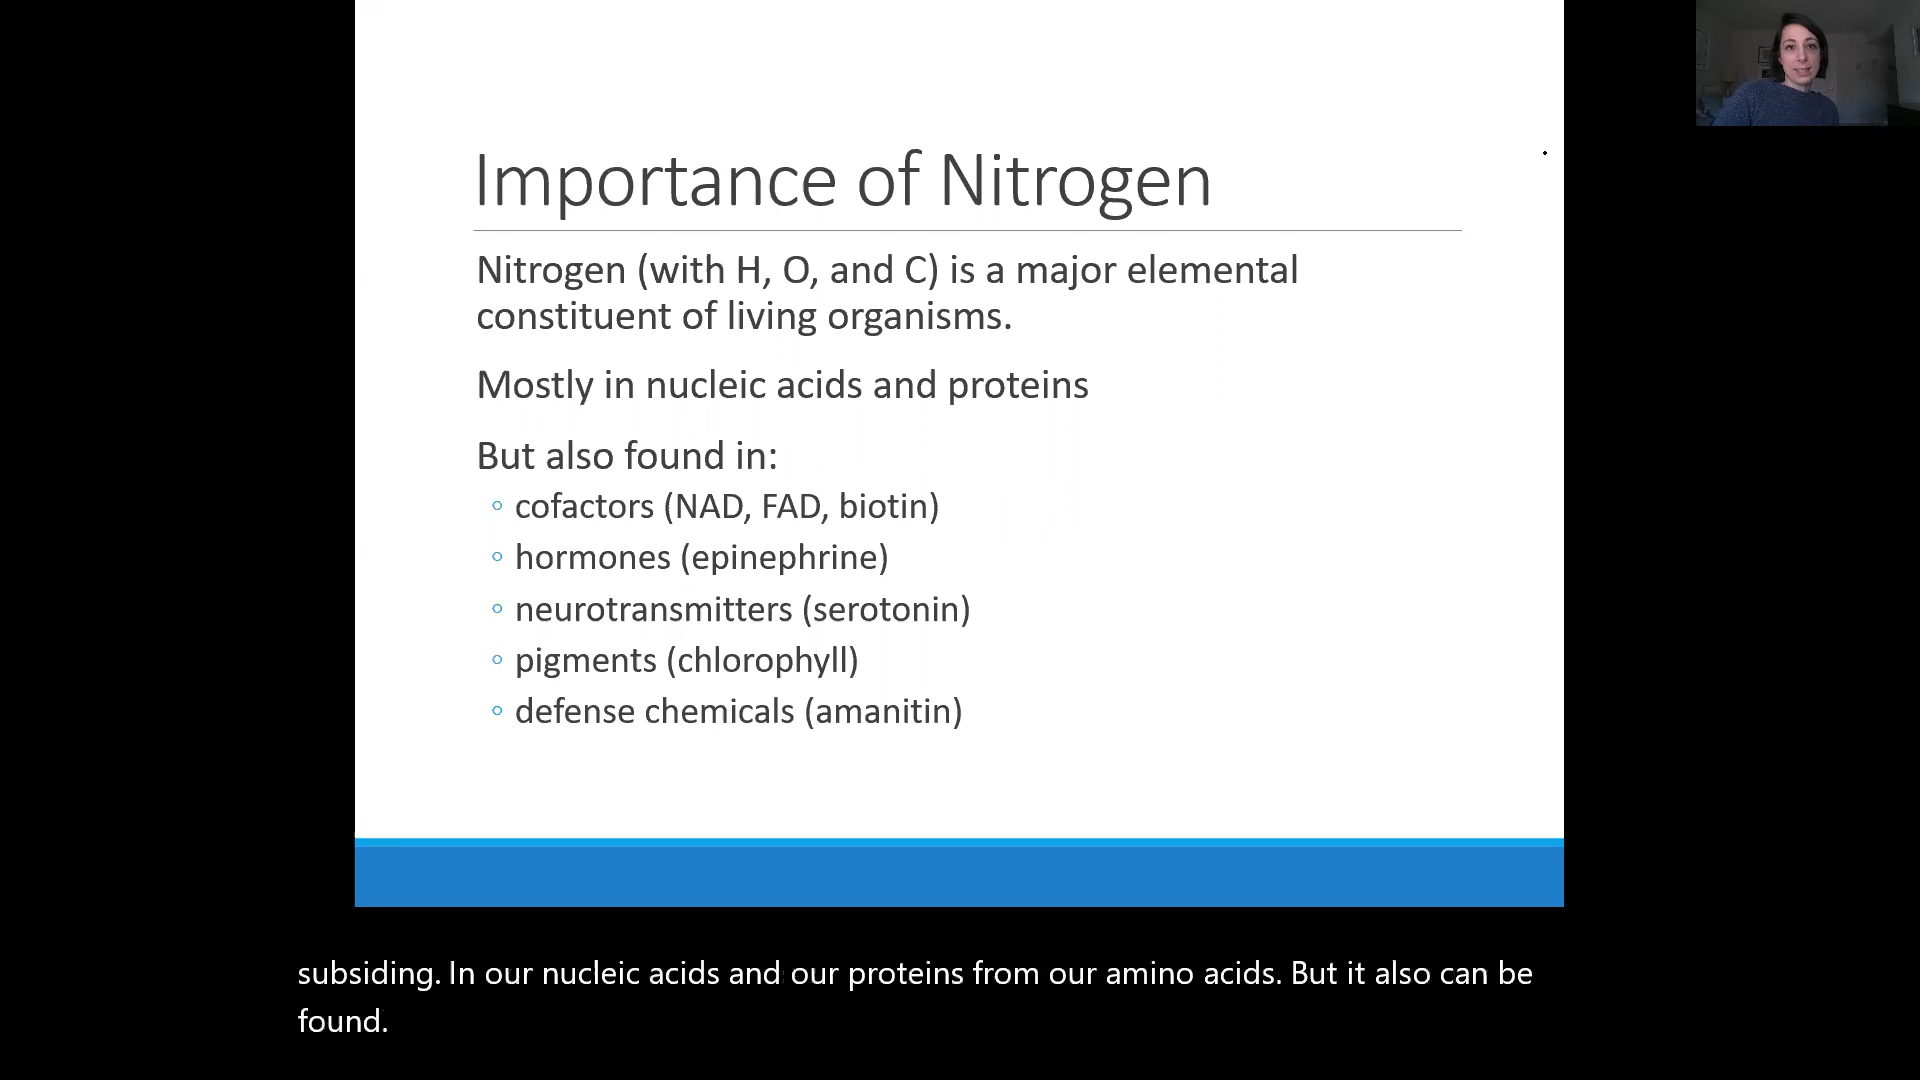 Importance of Nitrogen
Nitrogen (with H, O, and C) is a major elemental
constituent of living organisms.
Mostly in nucleic acids and proteins
But also found in:
◦ cofactors (NAD, FAD, biotin)
◦ hormones (epinephrine)
◦ neurotransmitters (serotonin)
◦ pigments (chlorophyll)
◦ defense chemicals (amanitin)
subsiding. In our nucleic acids and our proteins from our amino acids. But it also can be
found.